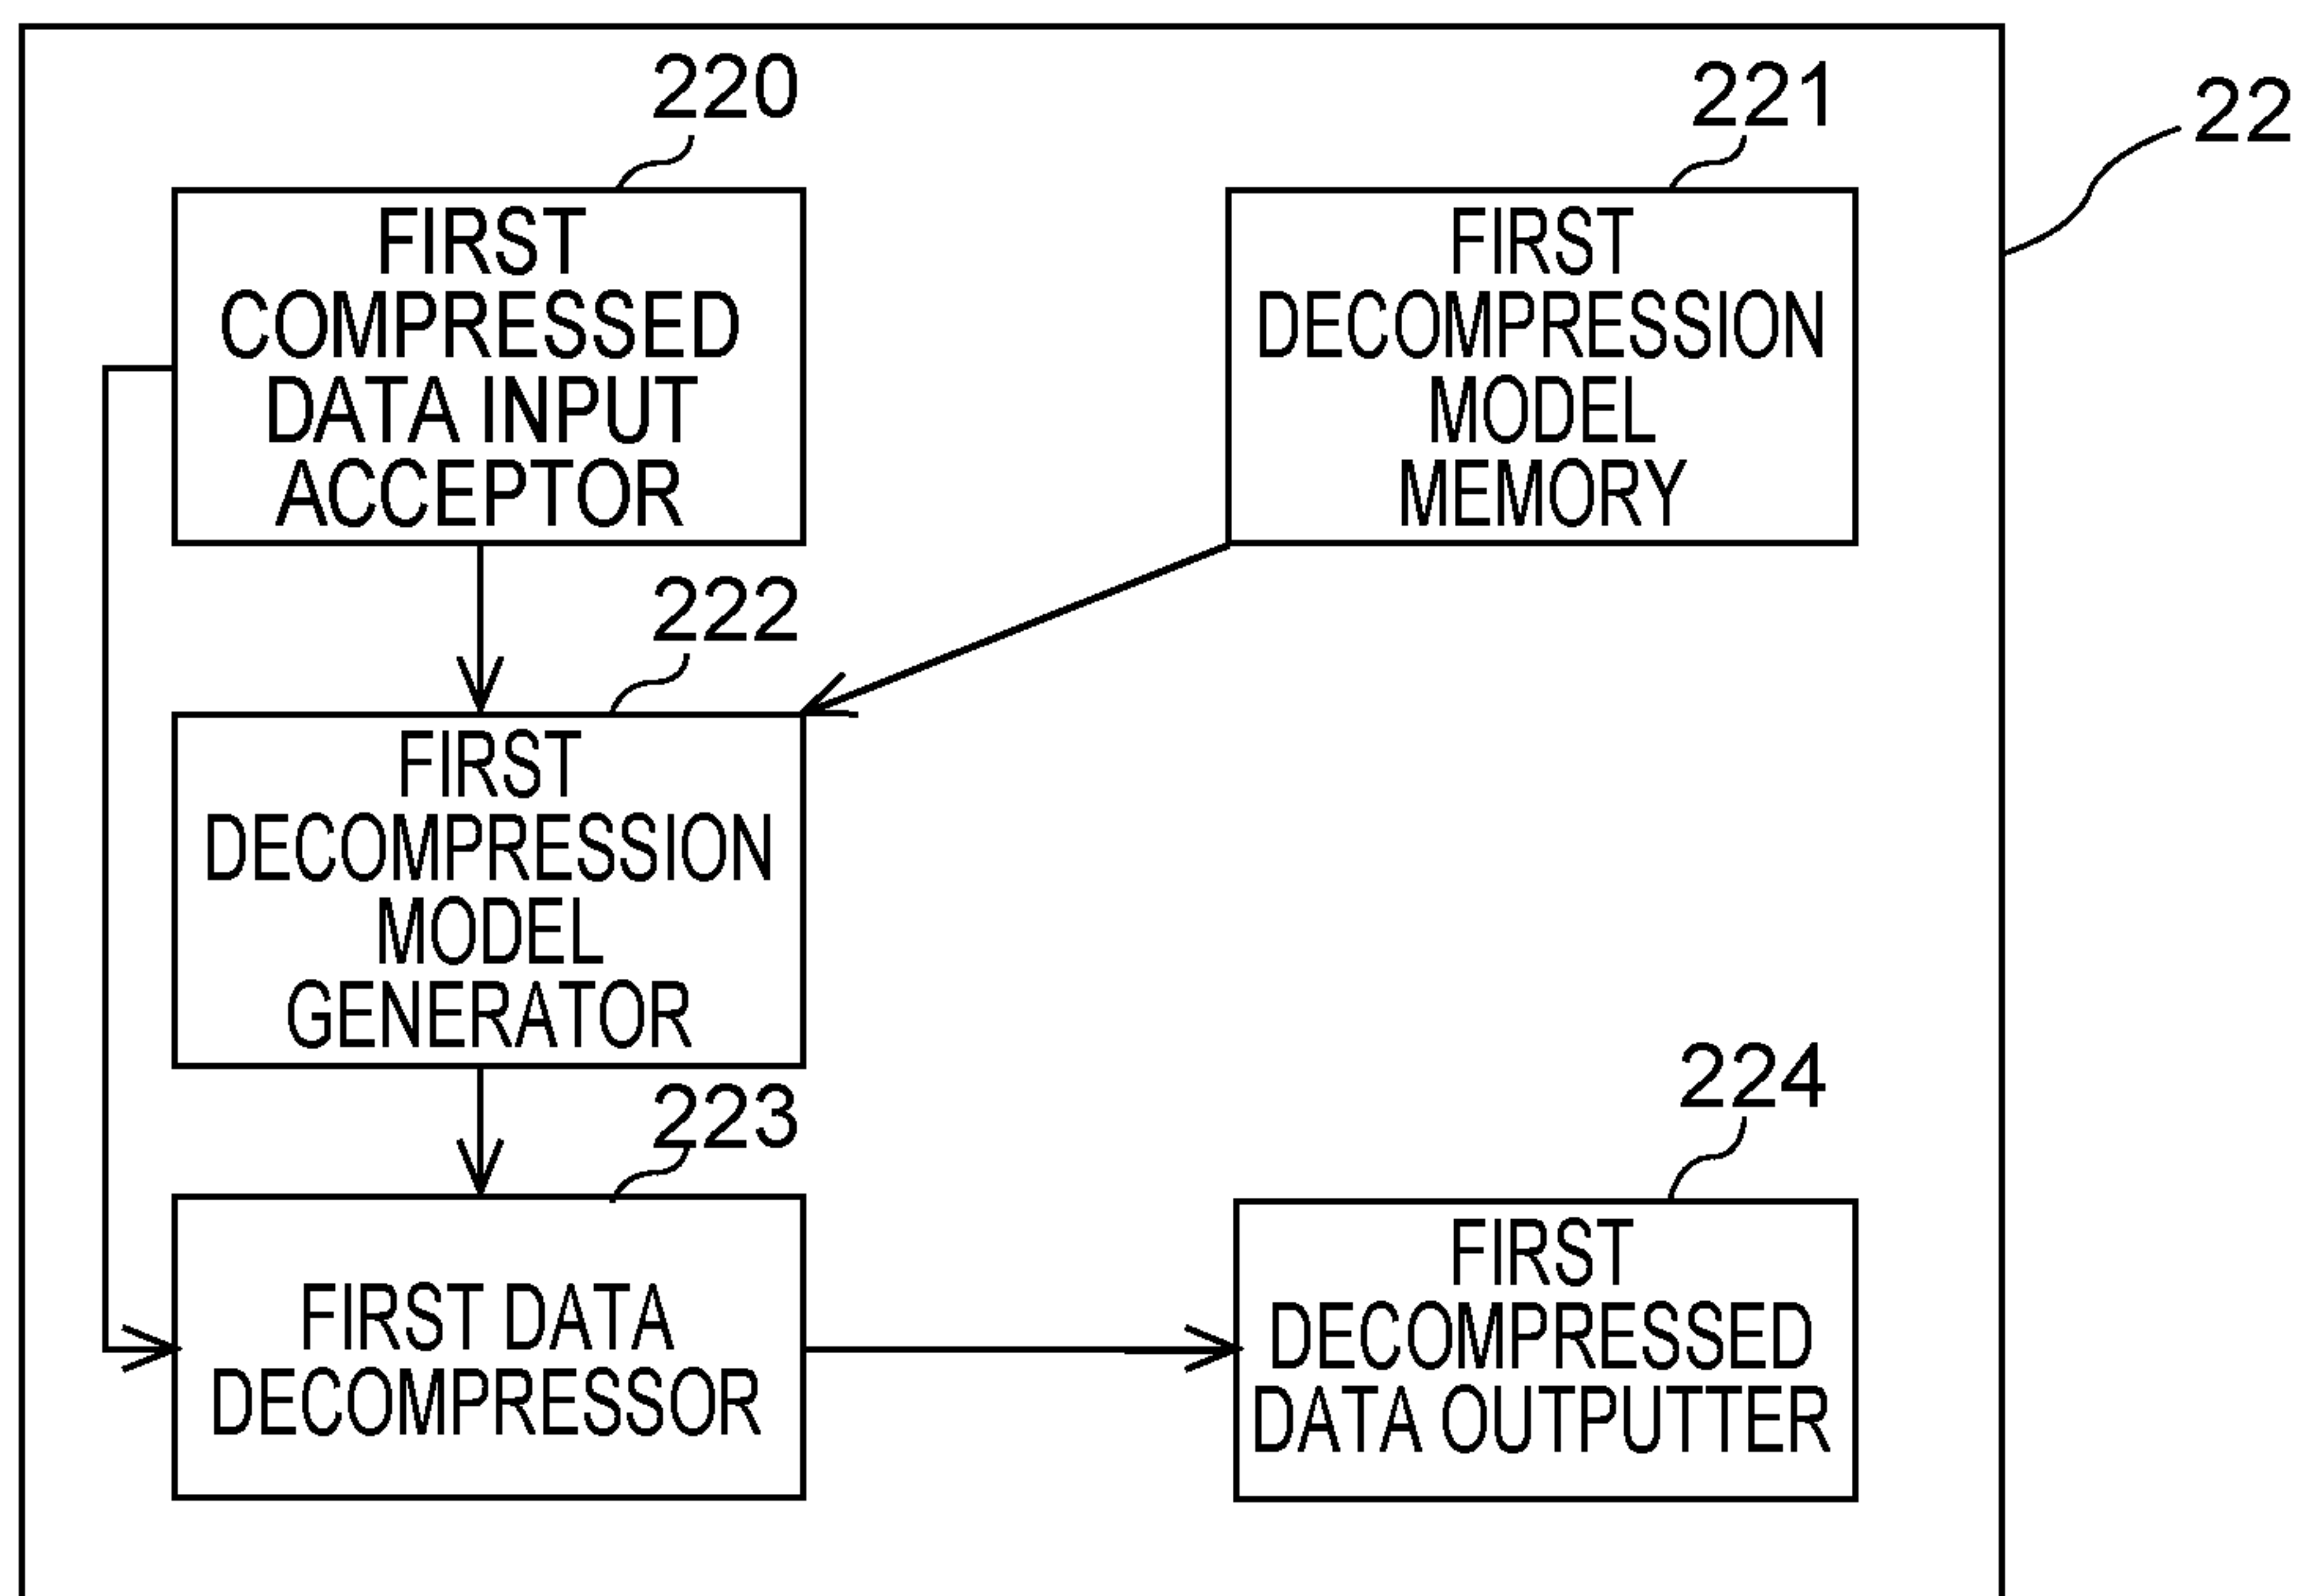 220
221
22
FIRST
COMPRESSED
DATA INPUT
ACCEPTOR
FIRST
DECOMPRESSION
MODEL
MEMORY
222
FIRST
DECOMPRESSION
MODEL
GENERATOR
223
224
FIRST DATA
DECOMPRESSOR
FIRST
DECOMPRESSED
DATA OUTPUTTER